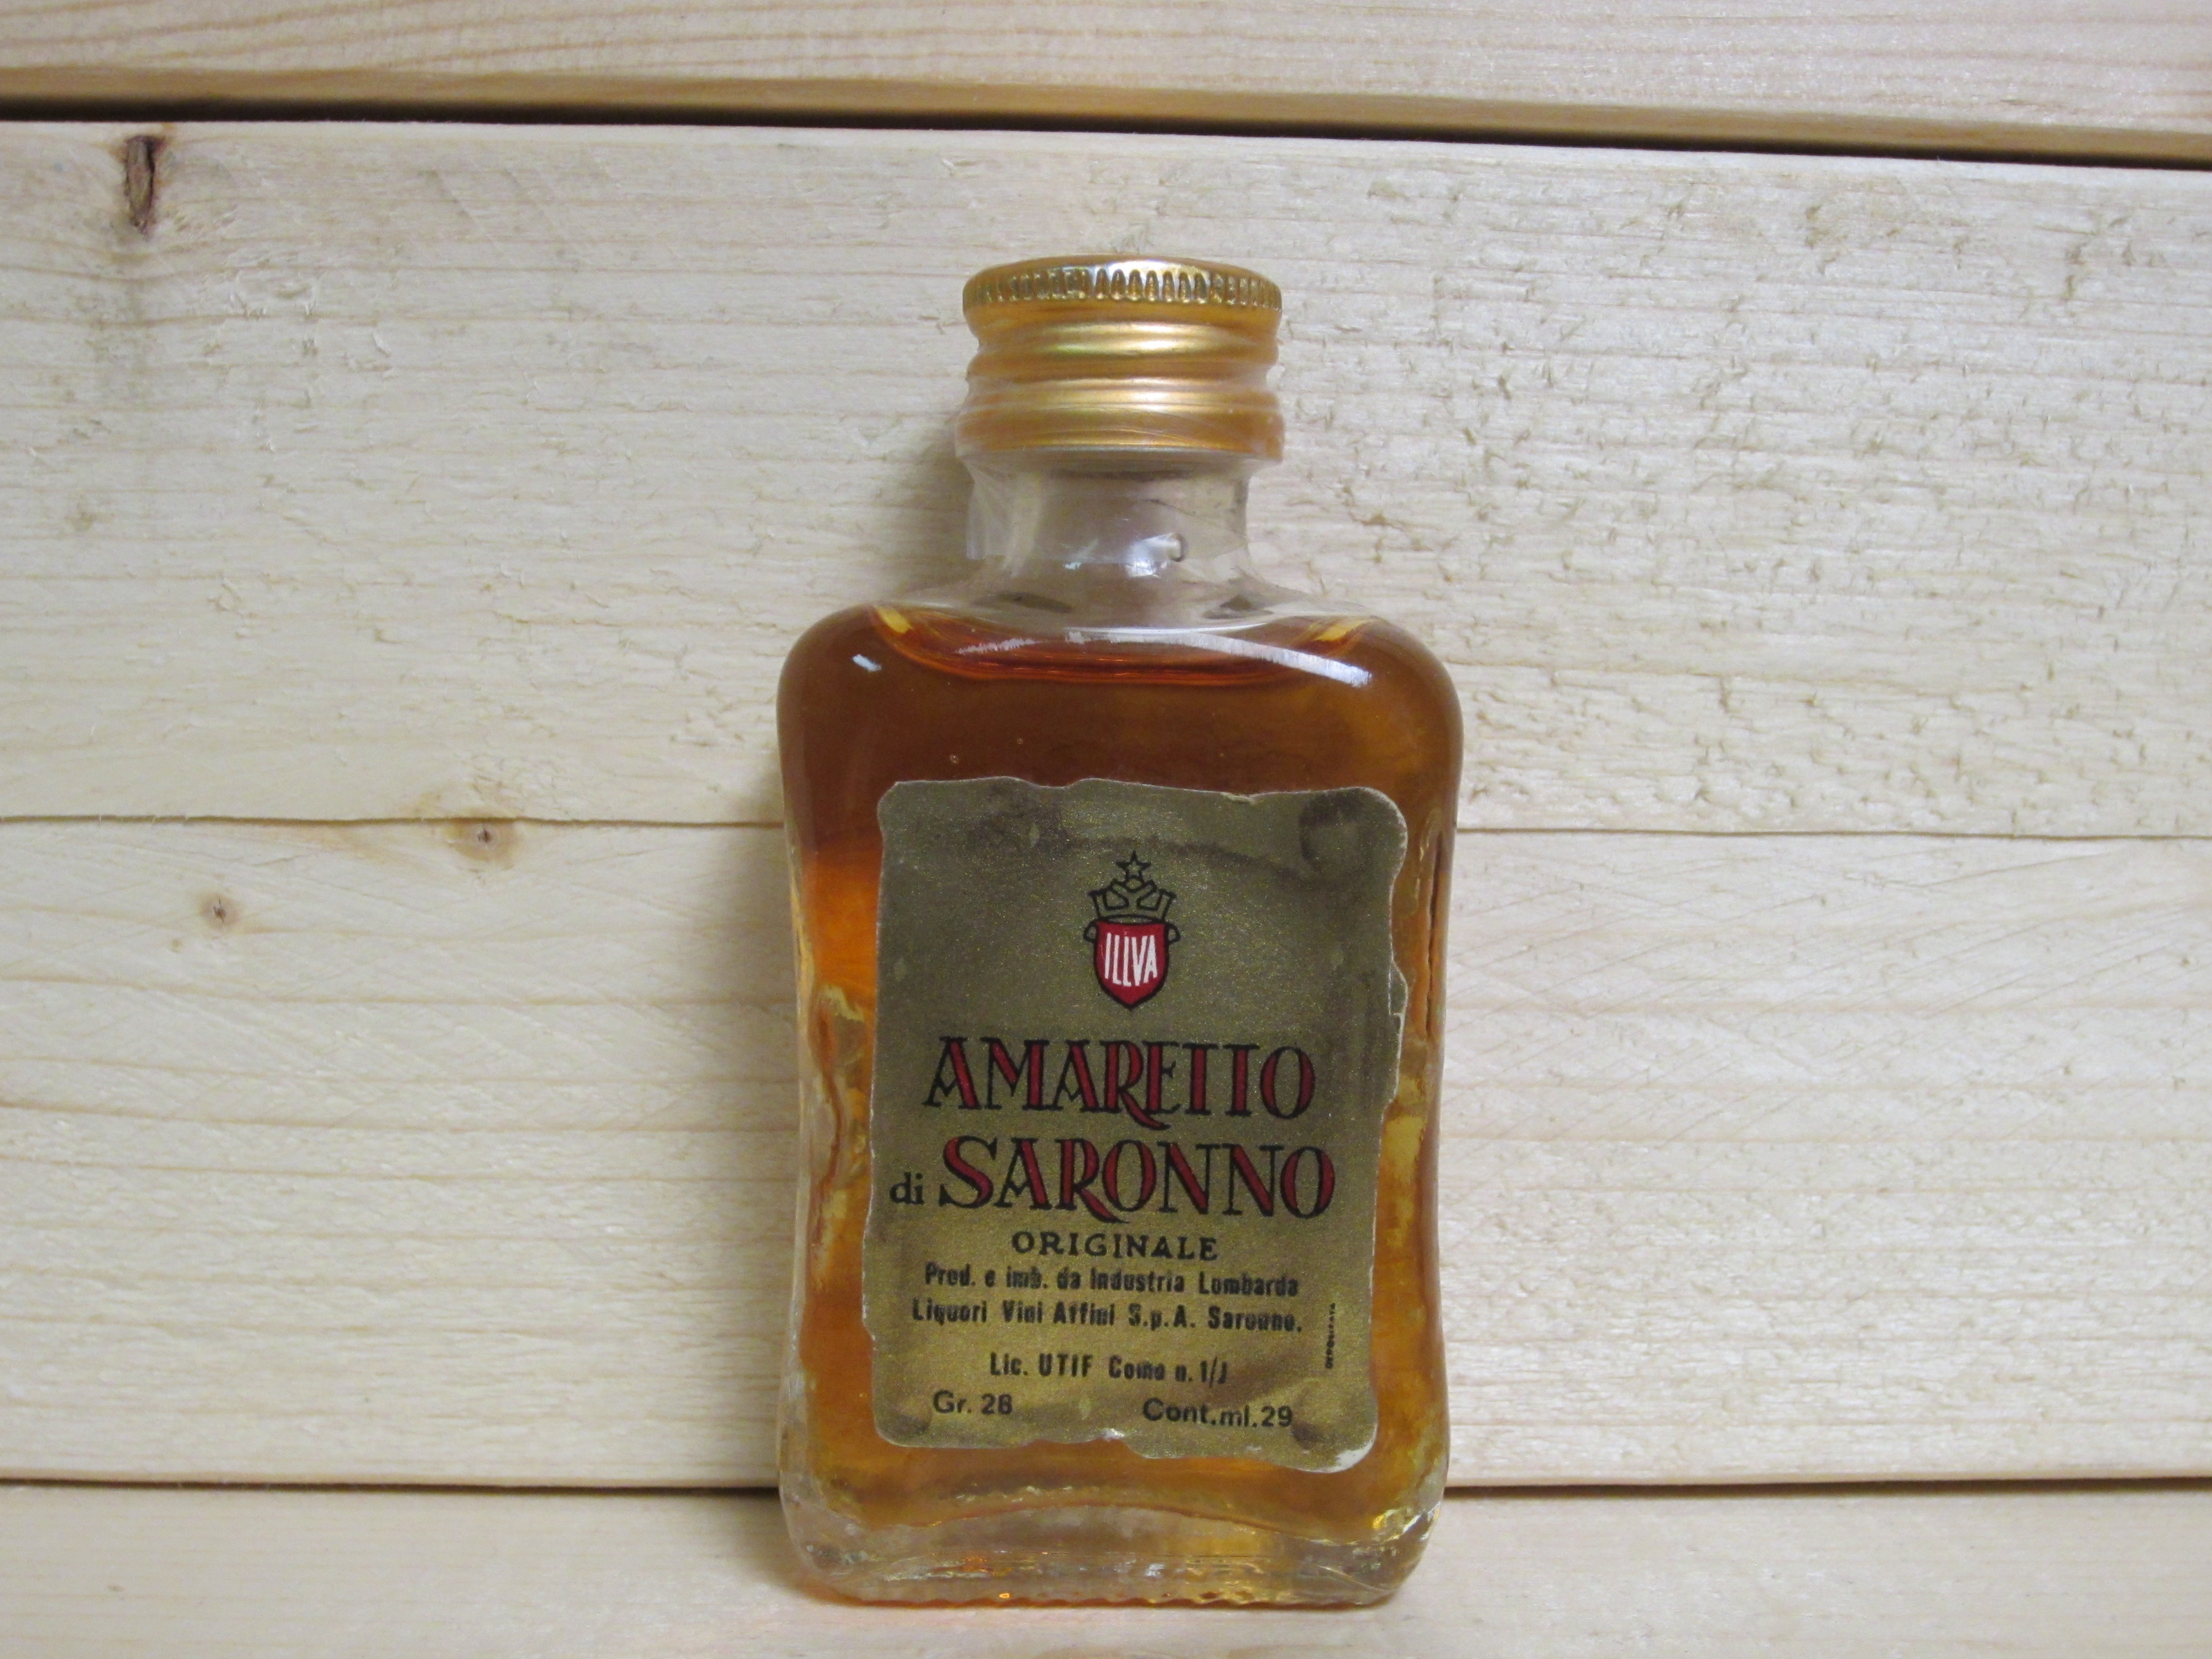 ILLVA
AMARETTO
di SARONNO
ORIGINALE
Prod. e imb. da Industria Lombarda
Liquori Vini Affini S.p.A. Saronno.
DEPOSITATA
Lic. UTIF Como n. 1/J
Gr. 28 Cont.ml.29